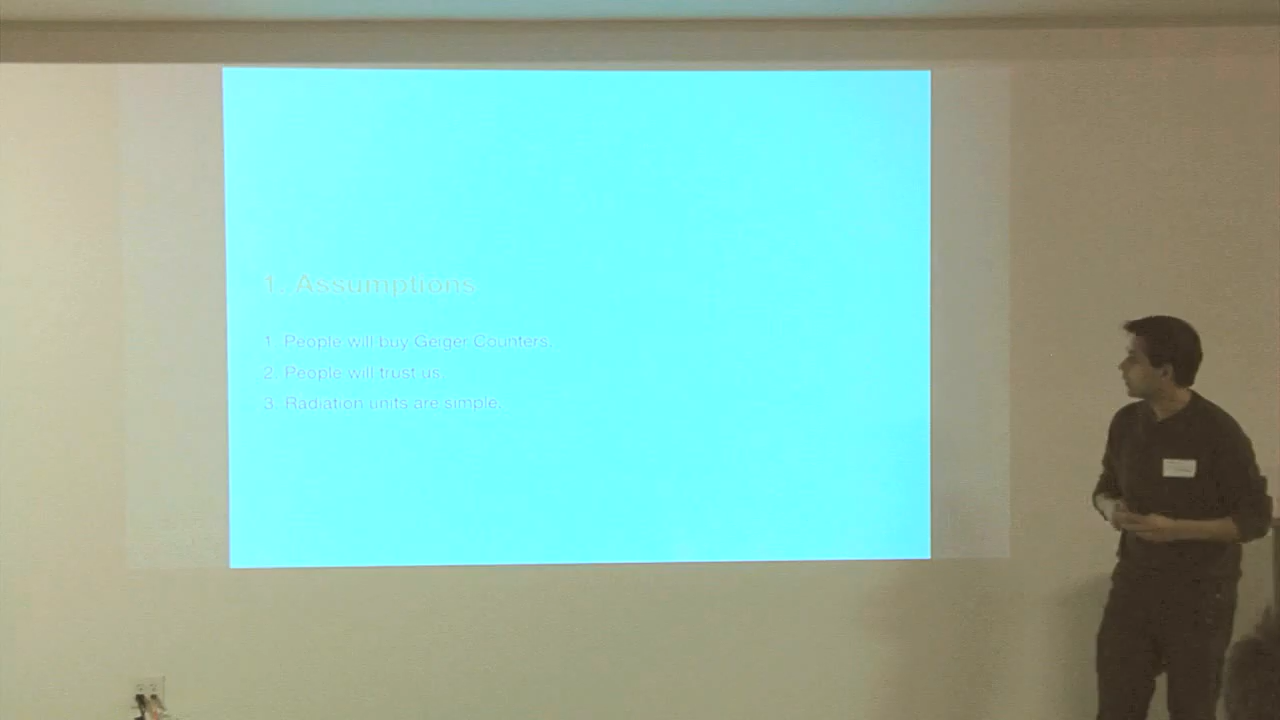 1. Assumptions
1. People will buy Geiger Counters.
2. People will trust us.
3. Radiation units are simple.